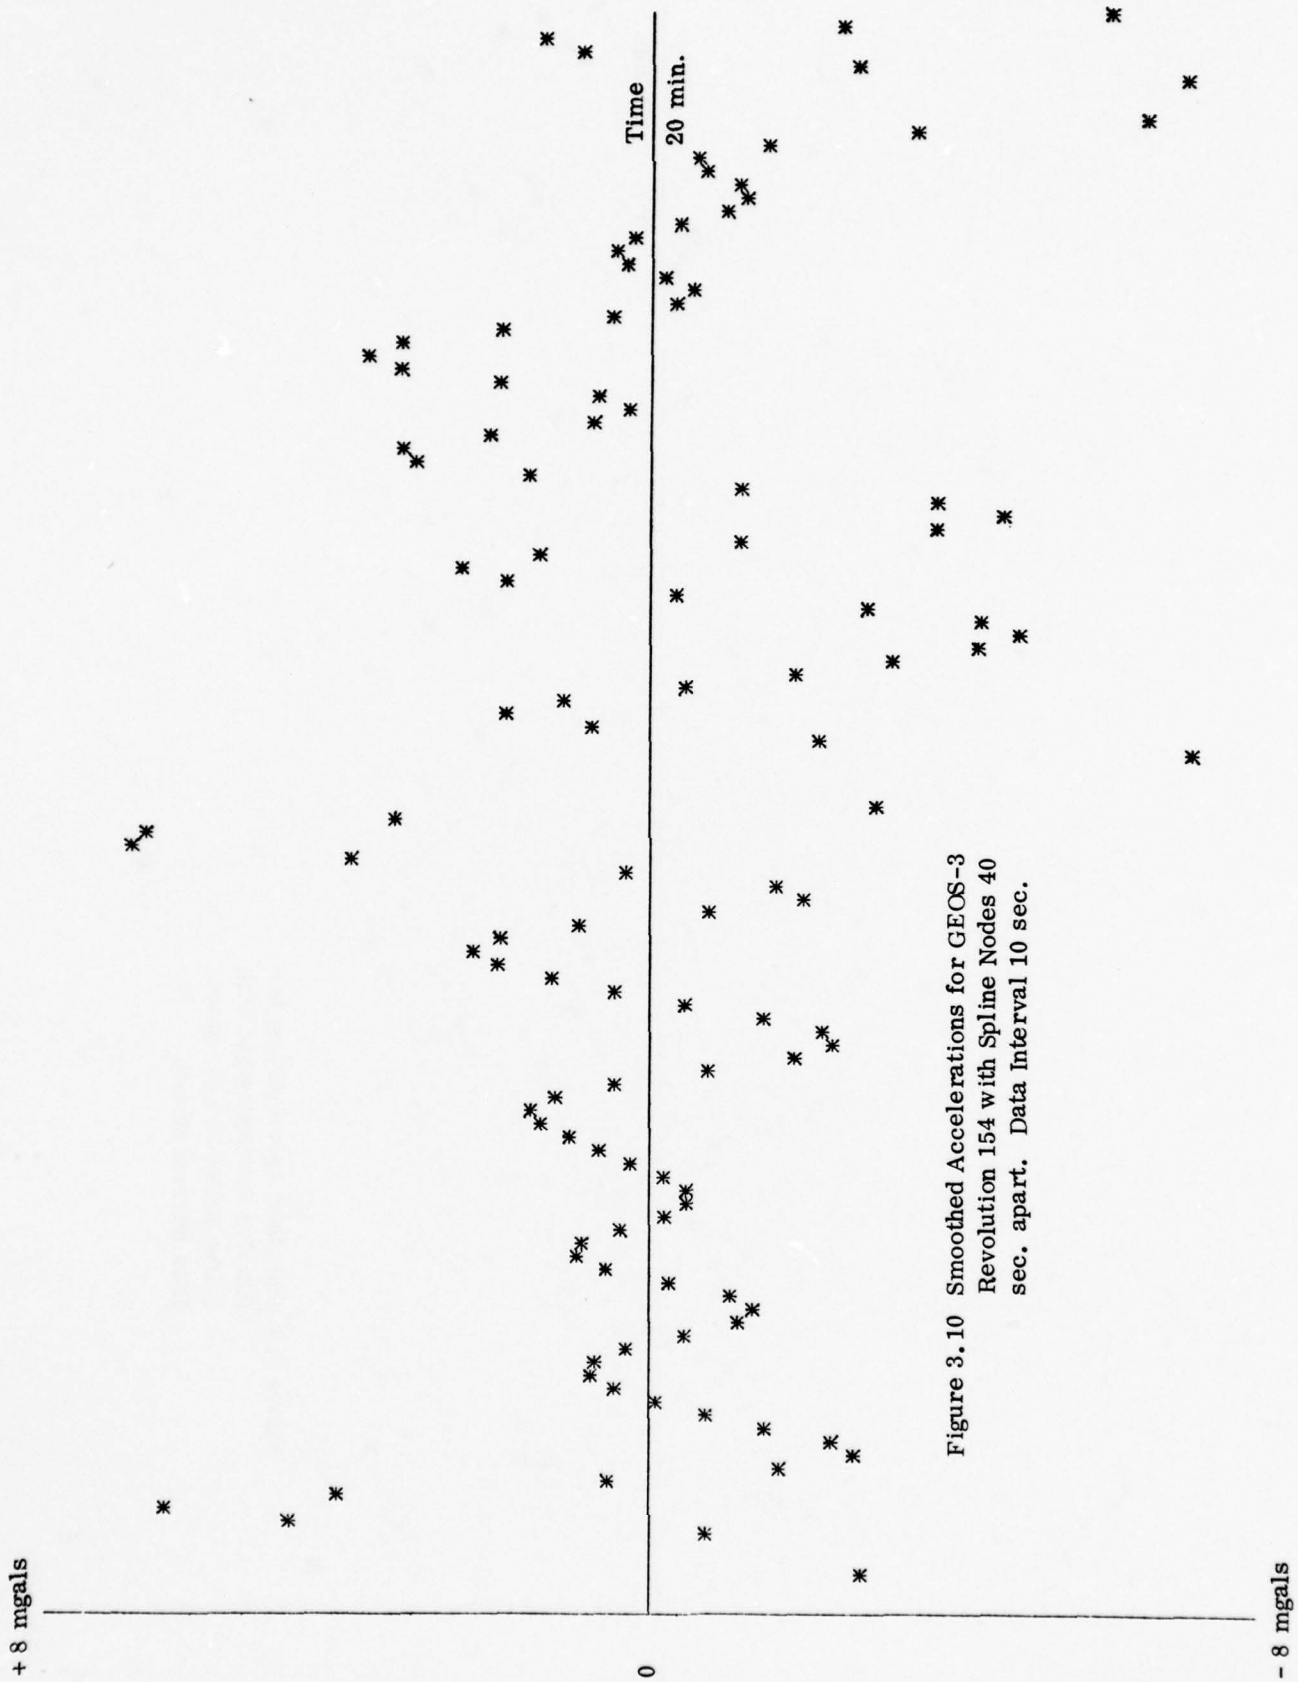 + 8 mgals
0
- 8 mgals
Time
20 min.
Figure 3.10 Smoothed Accelerations for GEOS-3
Revolution 154 with Spline Nodes 40
sec. apart. Data Interval 10 sec.